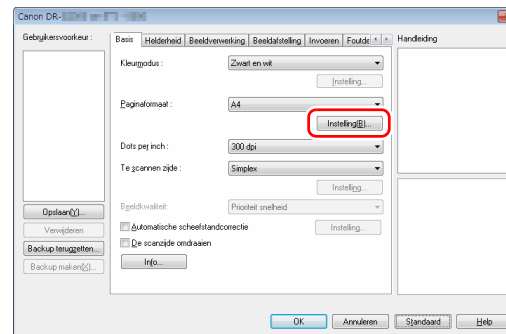 Canon DR-
Gebruikersvoorkeur :
Basis Helderheid Beeldverwerking Beeldafstelling Invoeren Foutde
Handleiding
Kleurmodus : Zwart en wit
Instelling...
Paginaformaat : A4
Instelling(B)...
Dots per inch : 300 dpi
Te scannen zijde : Simplex
Instelling...
Beeldkwaliteit: Prioriteit snelheid
Automatische scheefstandcorrectie Instelling...
De scanzijde omdraaien
Info...
Opslaan(Y)...
Verwijderen
Backup terugzetten...
Backup maken(X)...
OK Annuleren Standaard Help